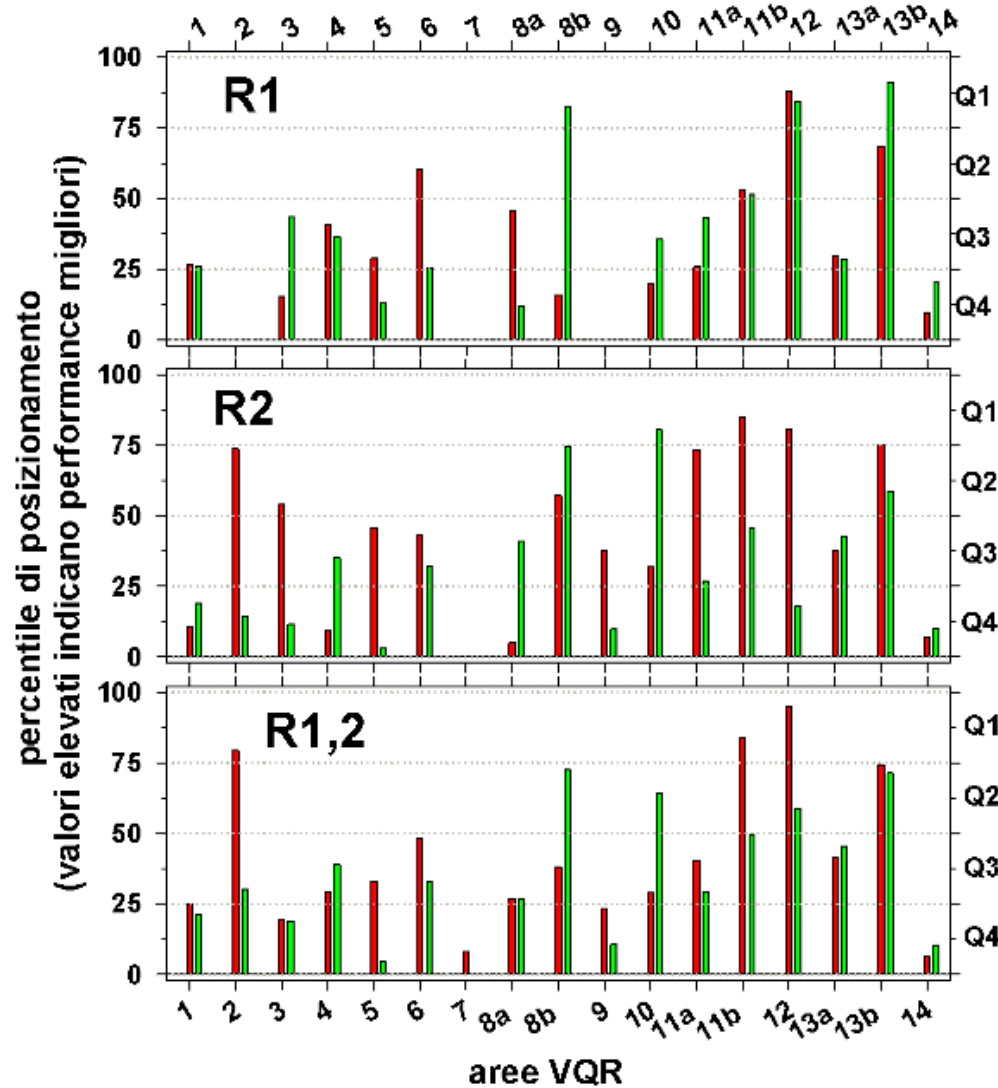 1 2 3 4 5 6 7 8a 8b 9 10 11a 11b 12 13a 13b 14
percentile di posizionamento
(valori elevati indicano performance migliori)
R1
100
75
50
25
0
Q1
Q2
Q3
Q4
R2
100
75
50
25
0
Q1
Q2
Q3
Q4
R1,2
100
75
50
25
0
Q1
Q2
Q3
Q4
1 2 3 4 5 6 7 8a 8b 9 10 11a 11b 12 13a 13b 14
aree VQR